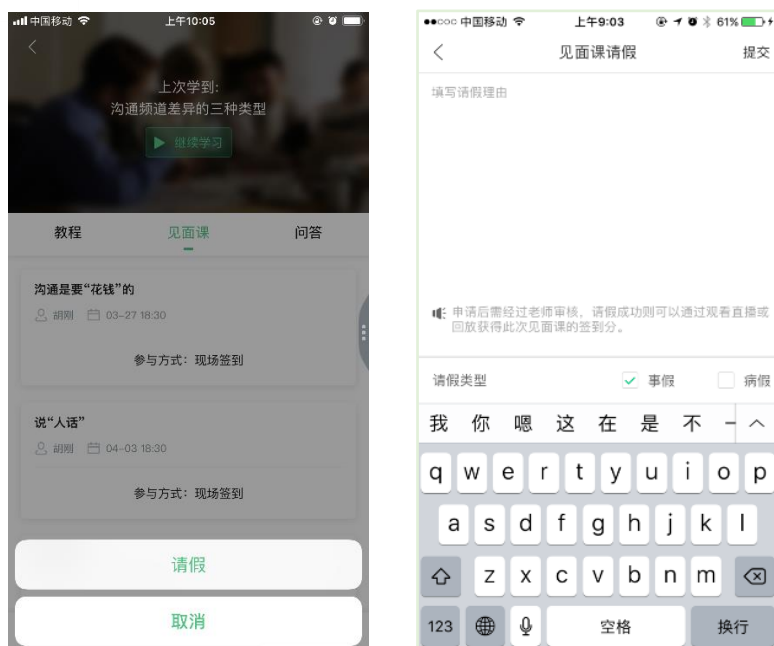 中国移动
上午10:05
上次学到:
沟通频道差异的三种类型
继续学习
教程
见面课
问答
沟通是要“花钱”的
胡刚
03-27 18:30
参与方式：现场签到
说“人话”
胡刚
04-03 18:30
参与方式：现场签到
请假
取消
中国移动
上午9:03
61%
见面课请假
提交
填写请假理由
申请后需经过老师审核，请假成功则可以通过观看直播或
回放获得此次见面课的签到分。
请假类型
事假
病假
我 你 嗯 这 在 是 不 一
q w e r t y u i o p
a s d f g h j k l
z x c v b n m
123
空格
换行